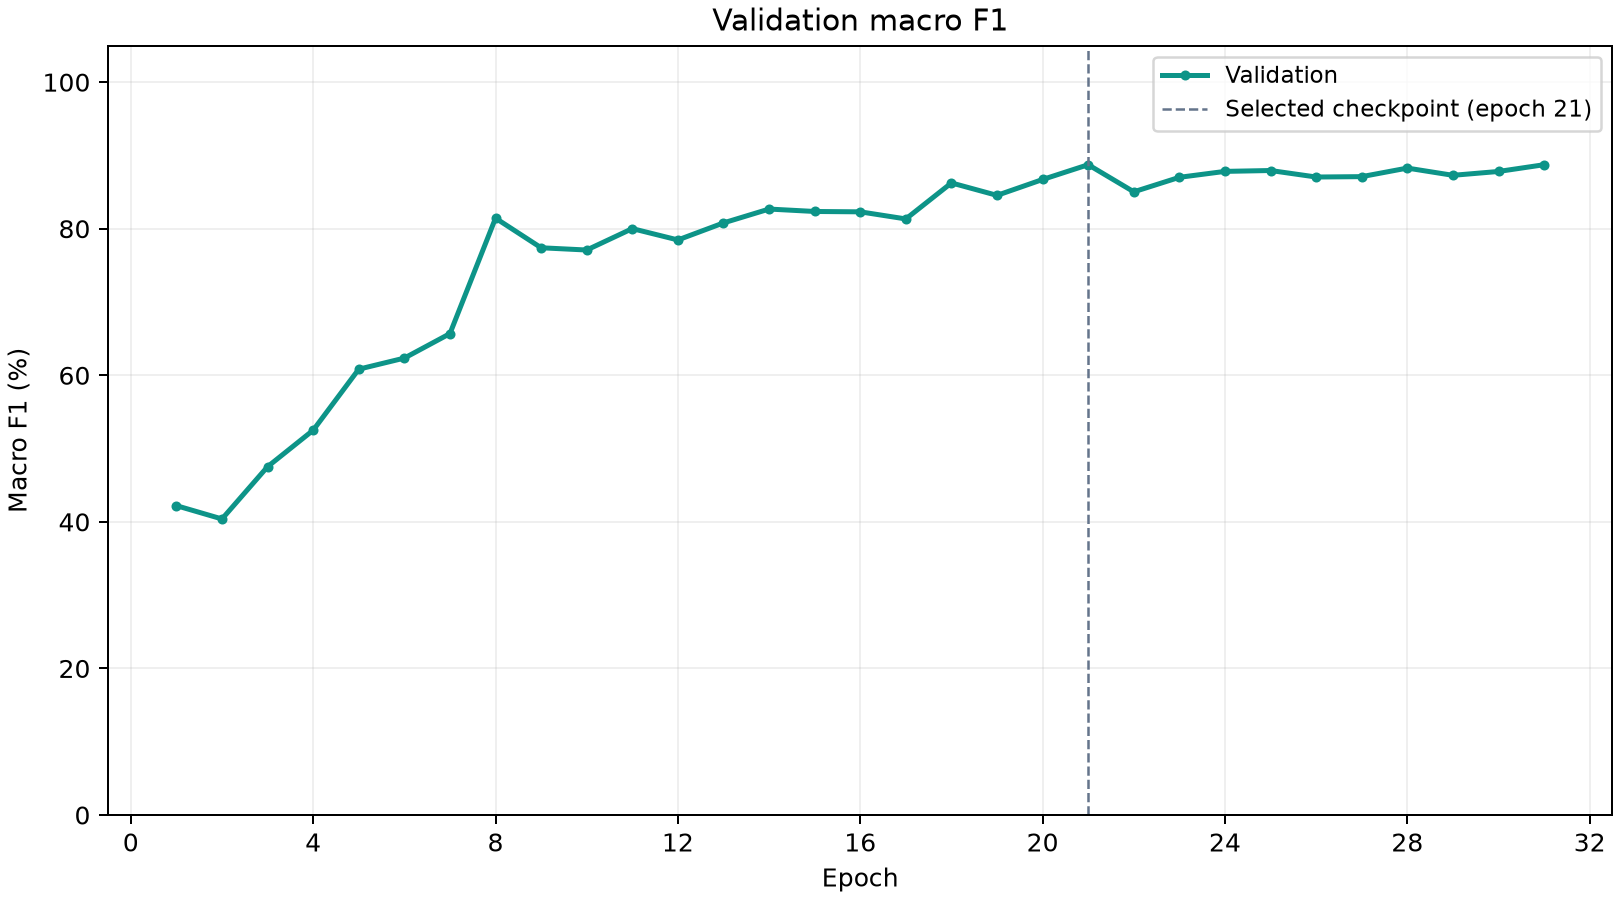 Validation macro F1
Validation
Selected checkpoint (epoch 21)
Macro F1 (%)
100
80
60
40
20
0
0 4 8 12 16 20 24 28 32
Epoch